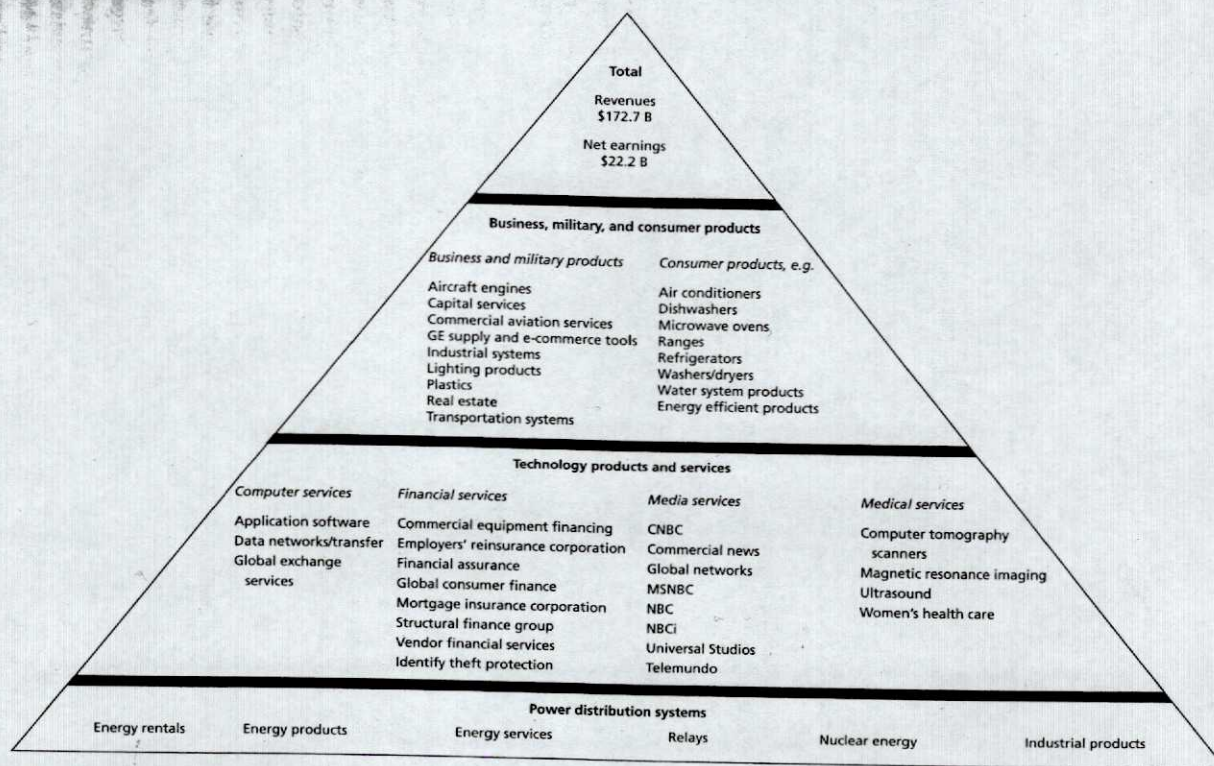 Total
Revenues
$172.7 B
Net earnings
$22.2 B
Business, military, and consumer products
Business and military products
Aircraft engines
Capital services
Commercial aviation services
GE supply and e-commerce tools
Industrial systems
Lighting products
Plastics
Real estate
Transportation systems
Consumer products, e.g.
Air conditioners
Dishwashers
Microwave ovens
Ranges
Refrigerators
Washers/dryers
Water system products
Energy efficient products
Technology products and services
Computer services
Application software
Data networks/transfer
Global exchange
services
Financial services
Commercial equipment financing
Employers' reinsurance corporation
Financial assurance
Global consumer finance
Mortgage insurance corporation
Structural finance group
Vendor financial services
Identify theft protection
Media services
CNBC
Commercial news
Global networks
MSNBC
NBC
NBCi
Universal Studios
Telemundo
Medical services
Computer tomography
scanners
Magnetic resonance imaging
Ultrasound
Women's health care
Power distribution systems
Energy rentals
Energy products
Energy services
Relays
Nuclear energy
Industrial products